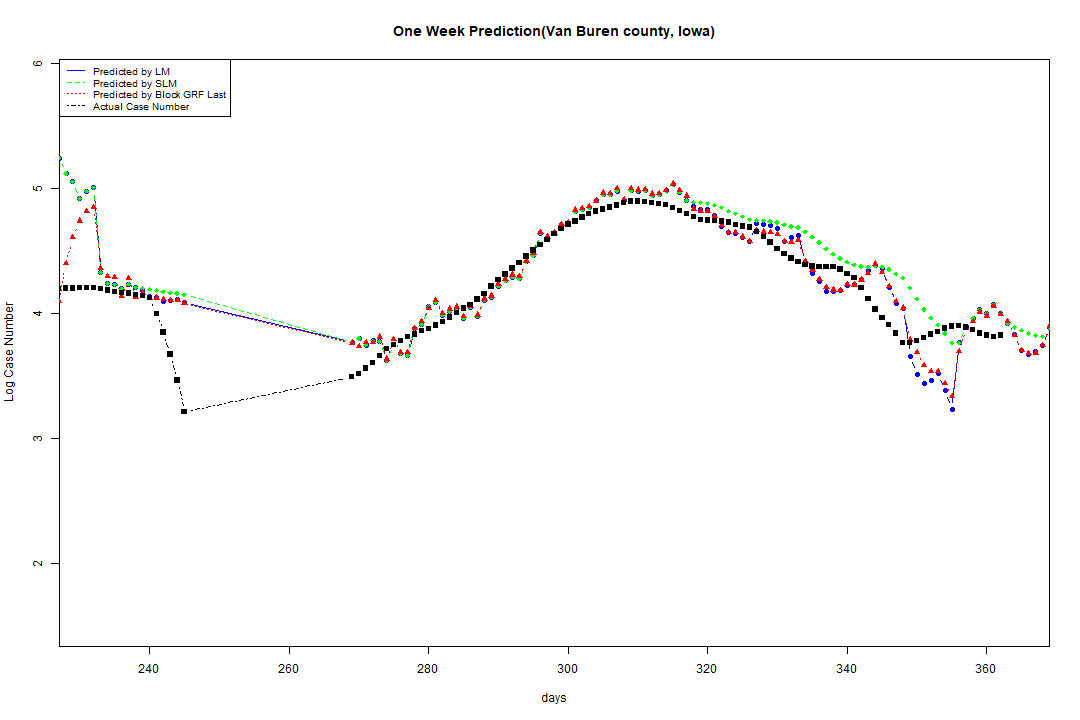 One Week Prediction(Van Buren county, Iowa)
Predicted by LM
Predicted by SLM
Predicted by Block GRF Last
Actual Case Number
6
5
4
3
2
Log Case Number
240 260 280 300 320 340 360
days